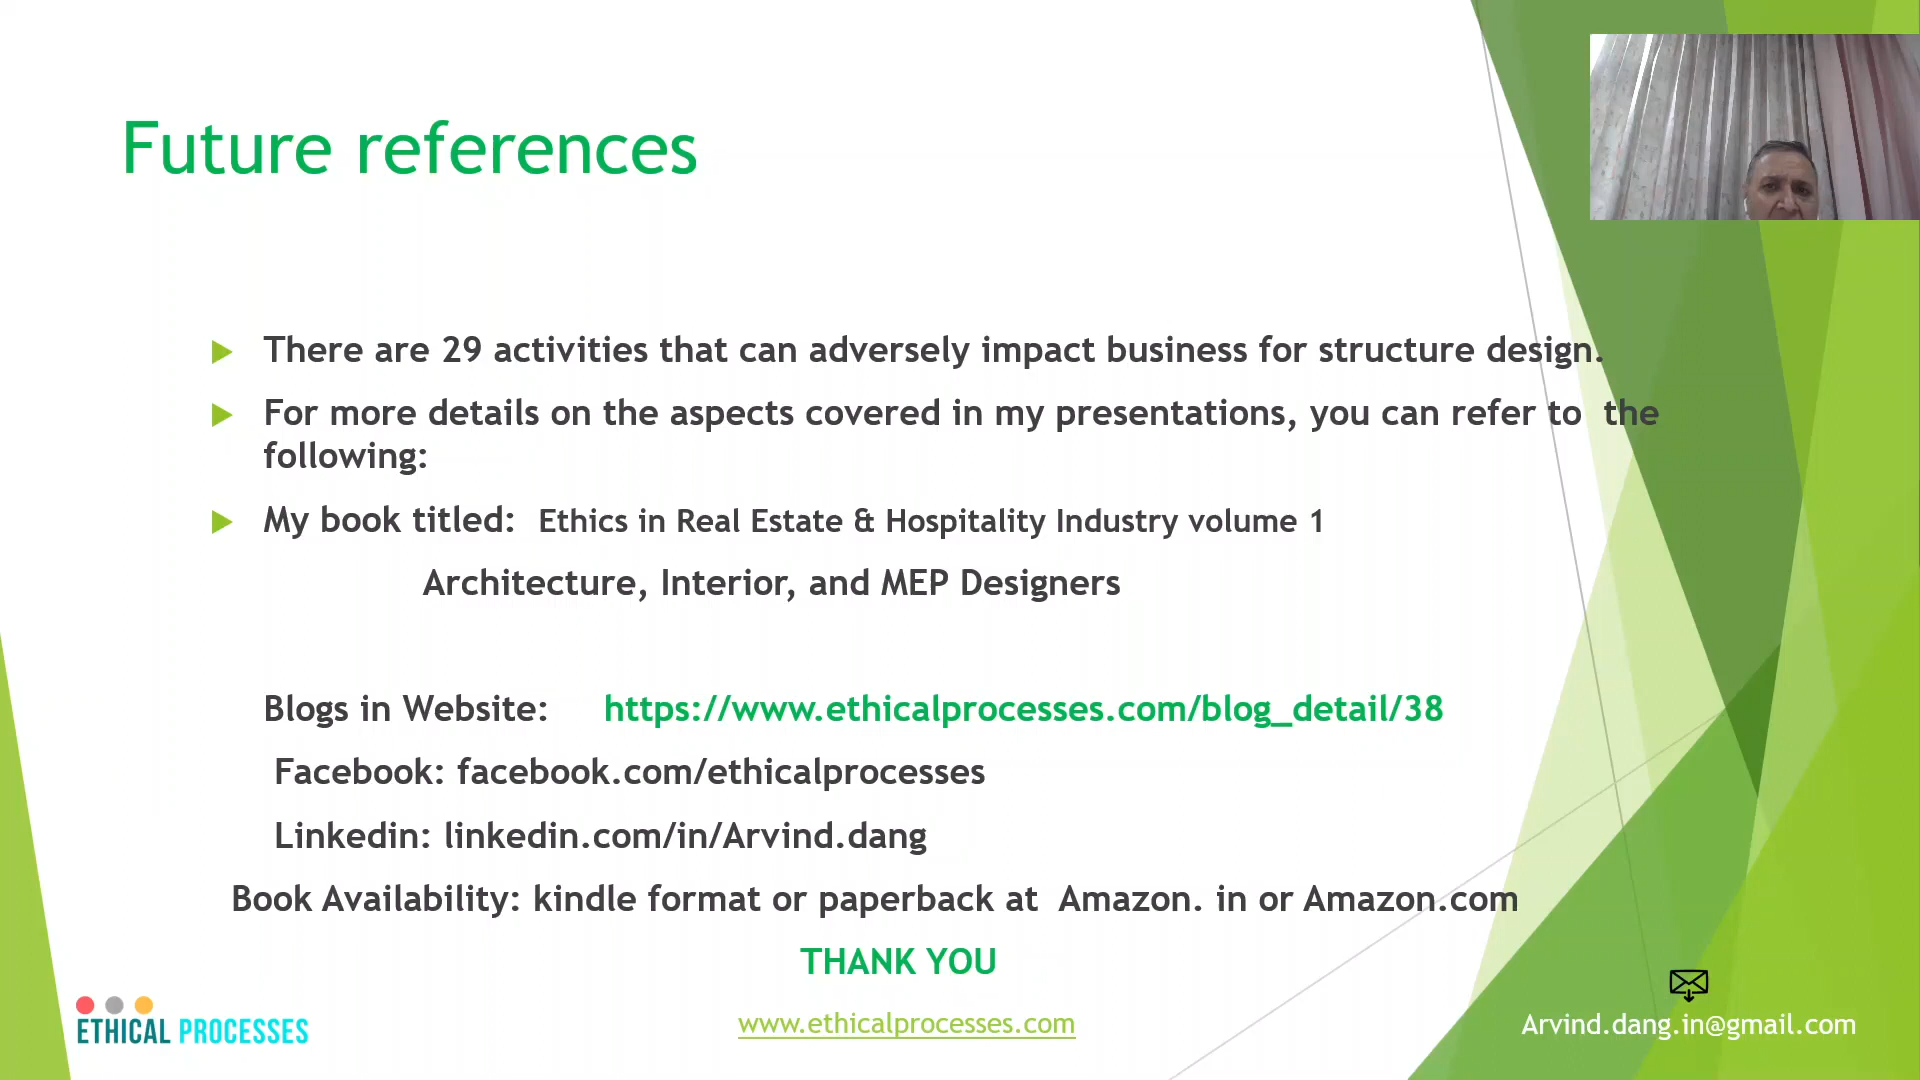 Future references
There are 29 activities that can adversely impact business for structure design.
For more details on the aspects covered in my presentations, you can refer to the
following:
My book titled: Ethics in Real Estate & Hospitality Industry volume 1
Architecture, Interior, and MEP Designers
Blogs in Website: https://www.ethicalprocesses.com/blog_detail/38
Facebook: facebook.com/ethicalprocesses
Linkedin: linkedin.com/in/Arvind.dang
Book Availability: kindle format or paperback at Amazon. in or Amazon.com
THANK YOU
ETHICAL PROCESSES
www.ethicalprocesses.com
Arvind.dang.in@gmail.com